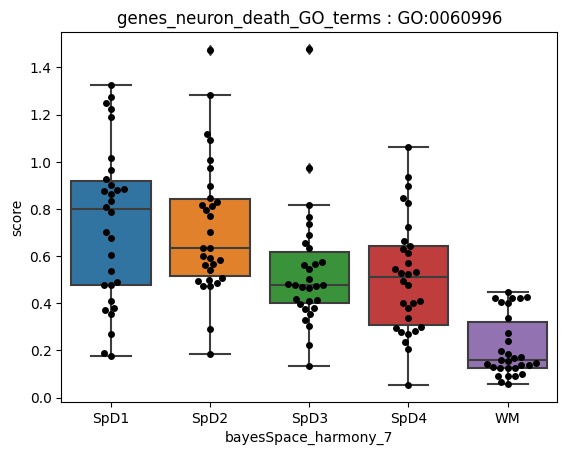 genes_neuron_death_GO_terms : GO:0060996
1.4
1.2
1.0
0.8
0.6
0.4
0.2
0.0
score
SpD1 SpD2 SpD3 SpD4 WM
bayesSpace_harmony_7